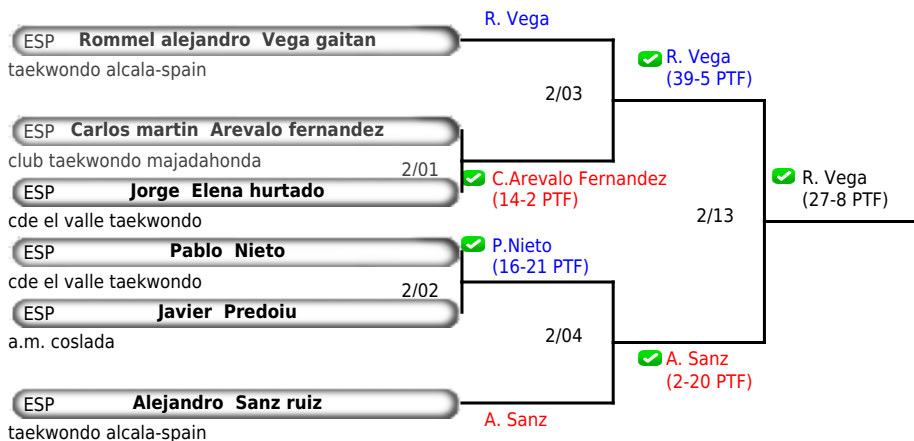 R. Vega
ESP Rommel alejandro Vega gaitan
taekwondo alcala-spain
R. Vega
(39-5 PTF)
2/03
ESP Carlos martin Arevalo fernandez
club taekwondo majadahonda
2/01
C.Arevalo Fernandez
(14-2 PTF)
ESP Jorge Elena hurtado
cde el valle taekwondo
R. Vega
(27-8 PTF)
2/13
ESP Pablo Nieto
cde el valle taekwondo
P.Nieto
(16-21 PTF)
2/02
ESP Javier Predoiu
a.m. coslada
2/04
A. Sanz
(2-20 PTF)
ESP Alejandro Sanz ruiz
taekwondo alcala-spain
A. Sanz